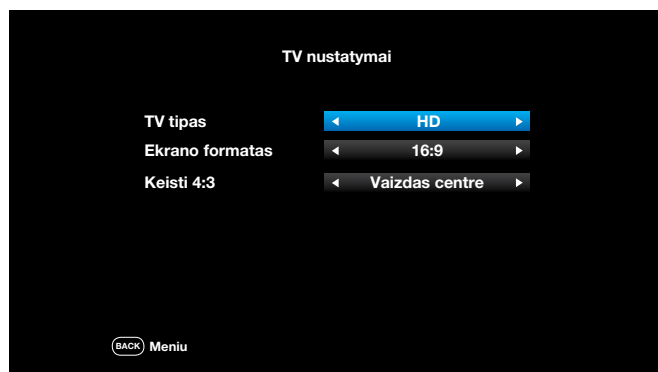 TV nustatymai
TV tipas HD
Ekrano formatas 16:9
Keisti 4:3 Vaizdas centre
BACK Meniu